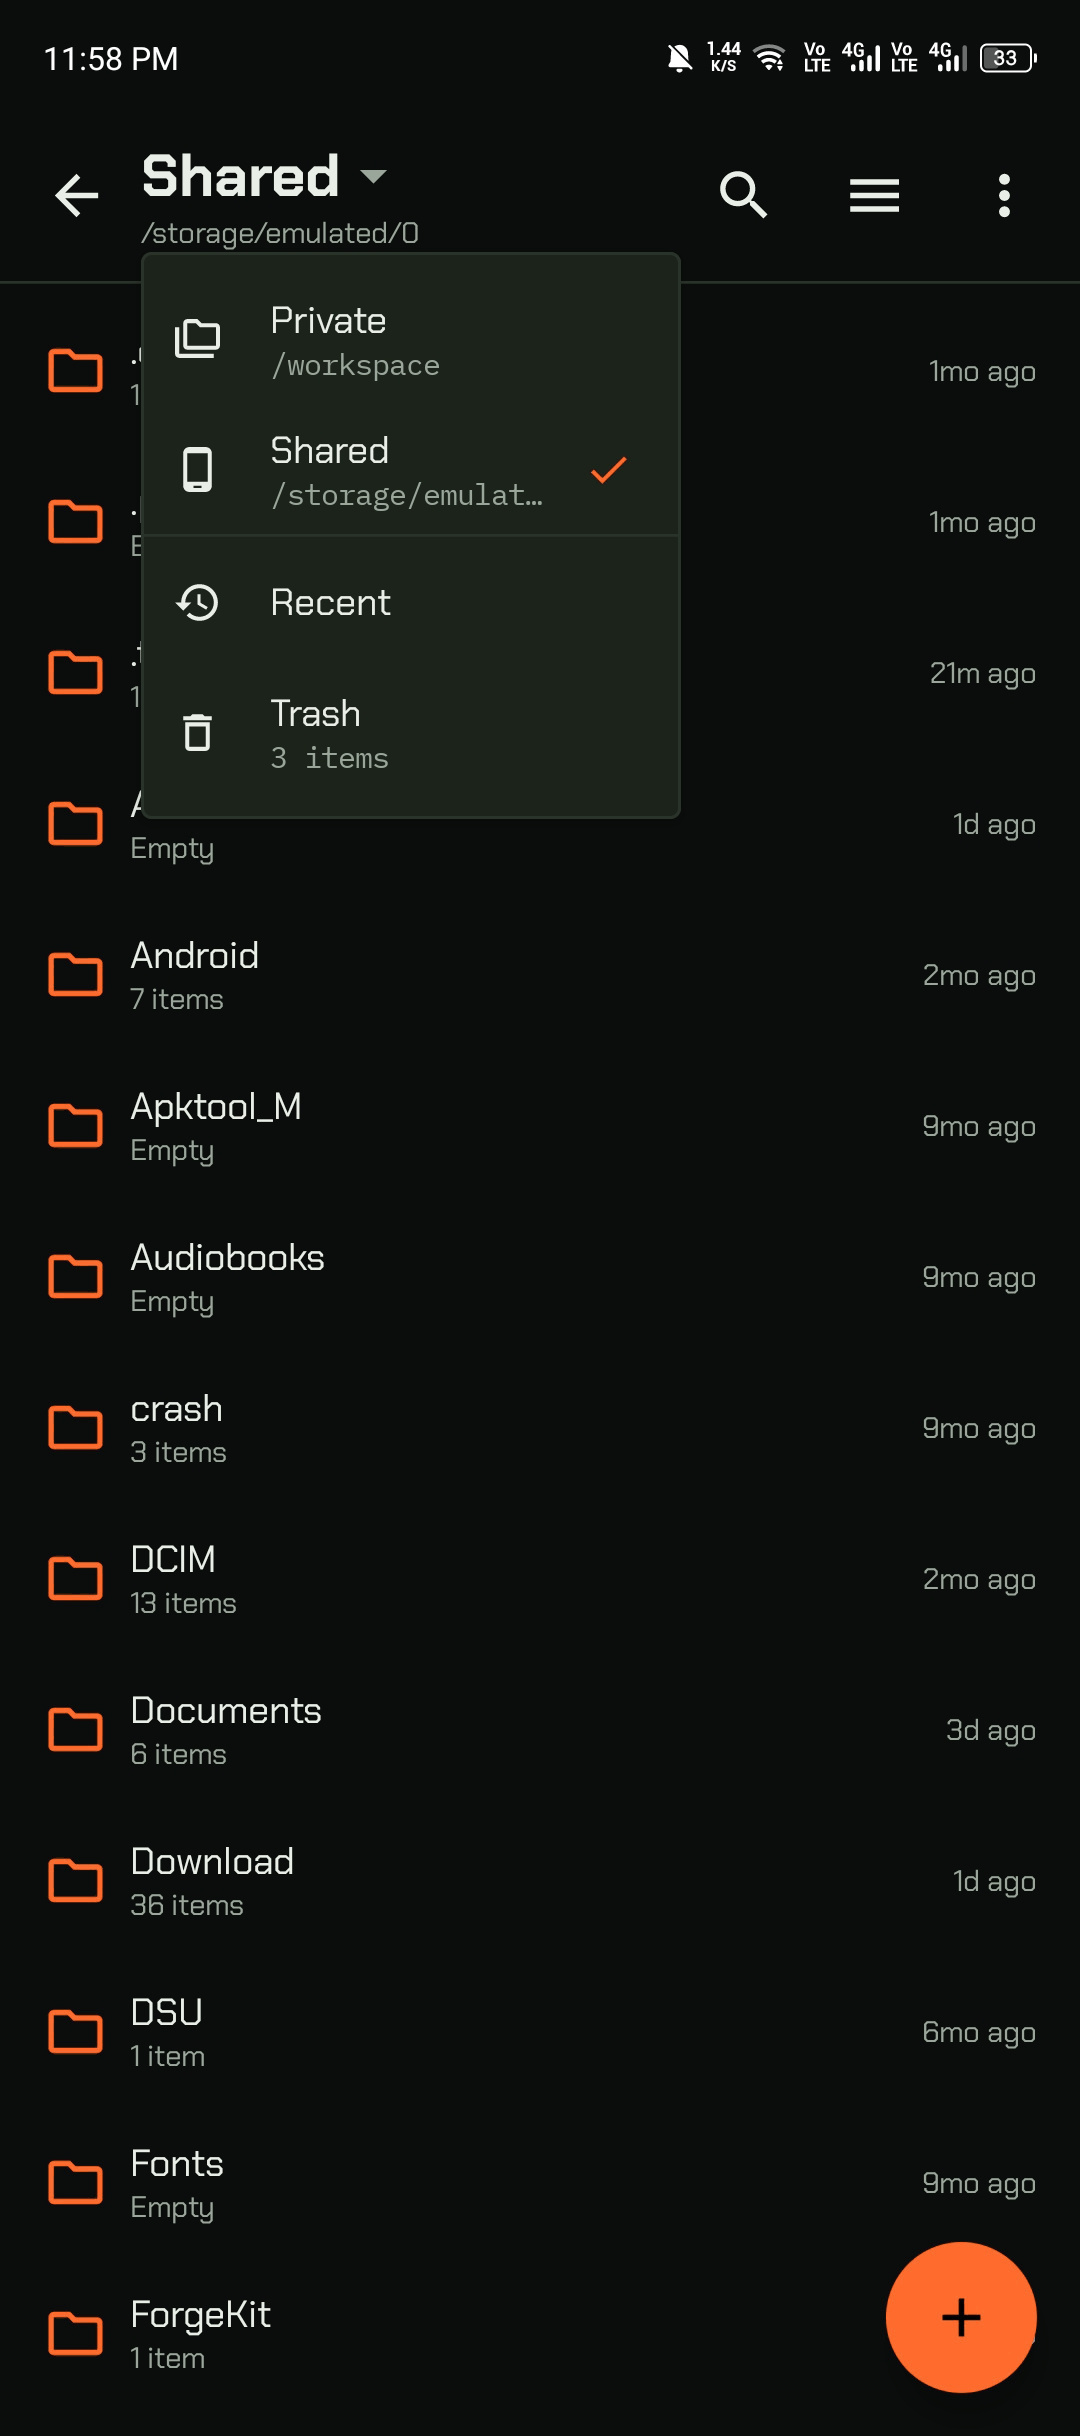 11:58 PM
1.44 K/S
Vo LTE 4G Vo LTE 4G 33
Shared
/storage/emulated/0
Private
/workspace
1mo ago
Shared
/storage/emulat...
1mo ago
Recent
21m ago
Trash
3 items
1d ago
Empty
Android
7 items
2mo ago
Apktool_M
Empty
9mo ago
Audiobooks
Empty
9mo ago
crash
3 items
9mo ago
DCIM
13 items
2mo ago
Documents
6 items
3d ago
Download
36 items
1d ago
DSU
1 item
6mo ago
Fonts
Empty
9mo ago
ForgeKit
1 item